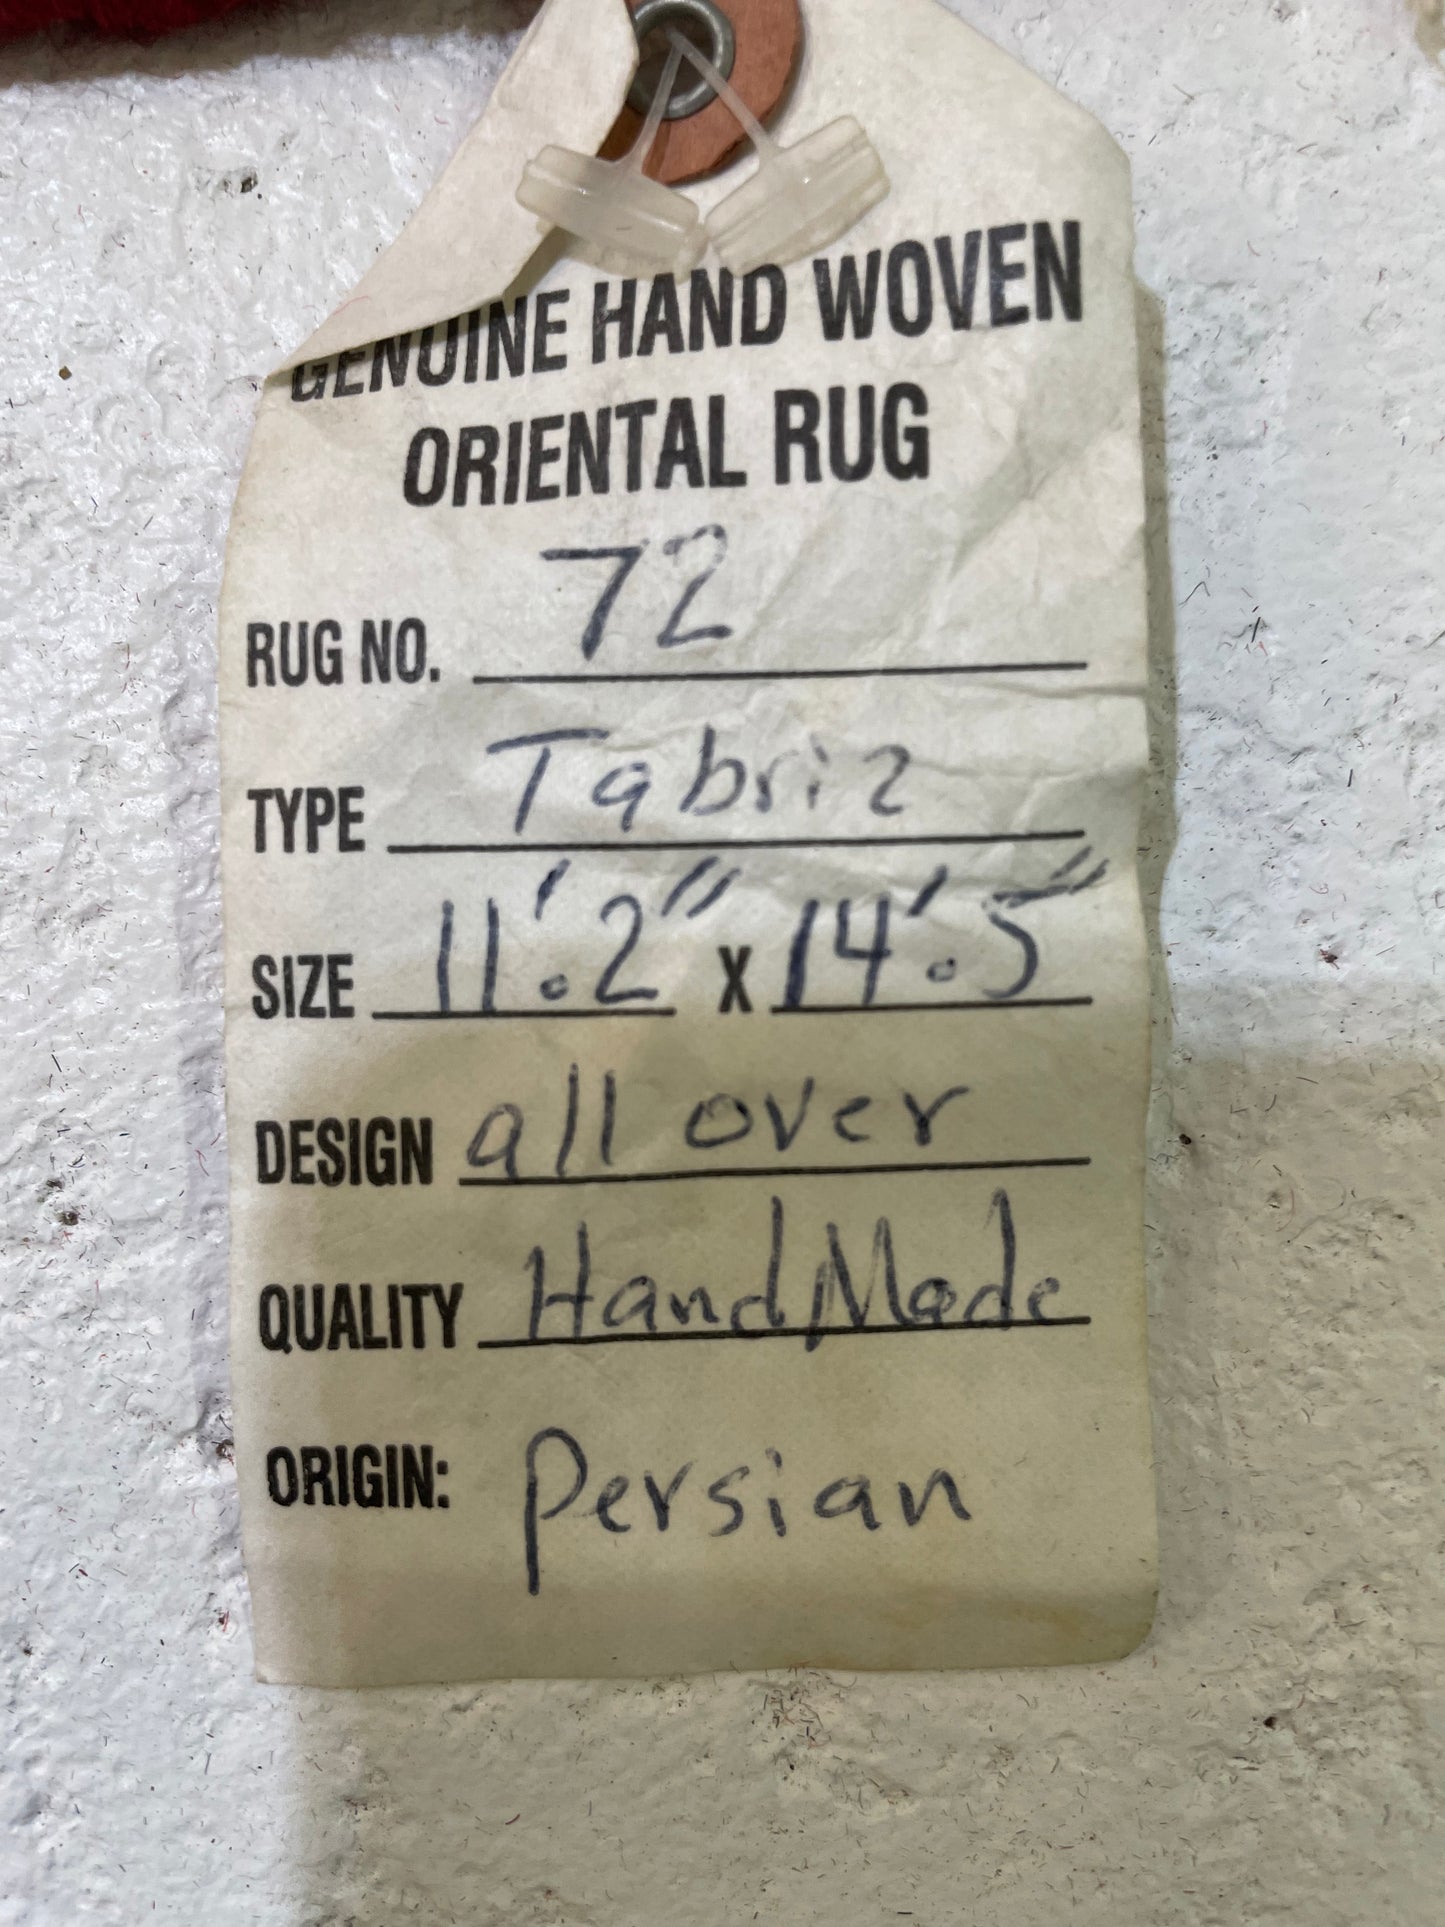 GENUINE HAND WOVEN
ORIENTAL RUG
RUG NO. 72
TYPE Tabriz
SIZE 11'.2" X 14'.5"
DESIGN all over
QUALITY HandMade
ORIGIN: Persian